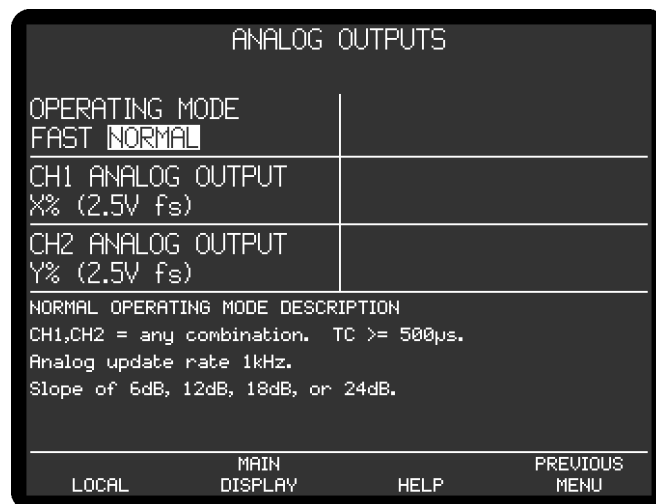 ANALOG OUTPUTS
OPERATING MODE
FAST NORMAL
CH1 ANALOG OUTPUT
X% (2.5V fs)
CH2 ANALOG OUTPUT
Y% (2.5V fs)
NORMAL OPERATING MODE DESCRIPTION
CH1,CH2 = any combination. TC >= 500μs.
Analog update rate 1kHz.
Slope of 6dB, 12dB, 18dB, or 24dB.
LOCAL
MAIN
DISPLAY
HELP
PREVIOUS
MENU